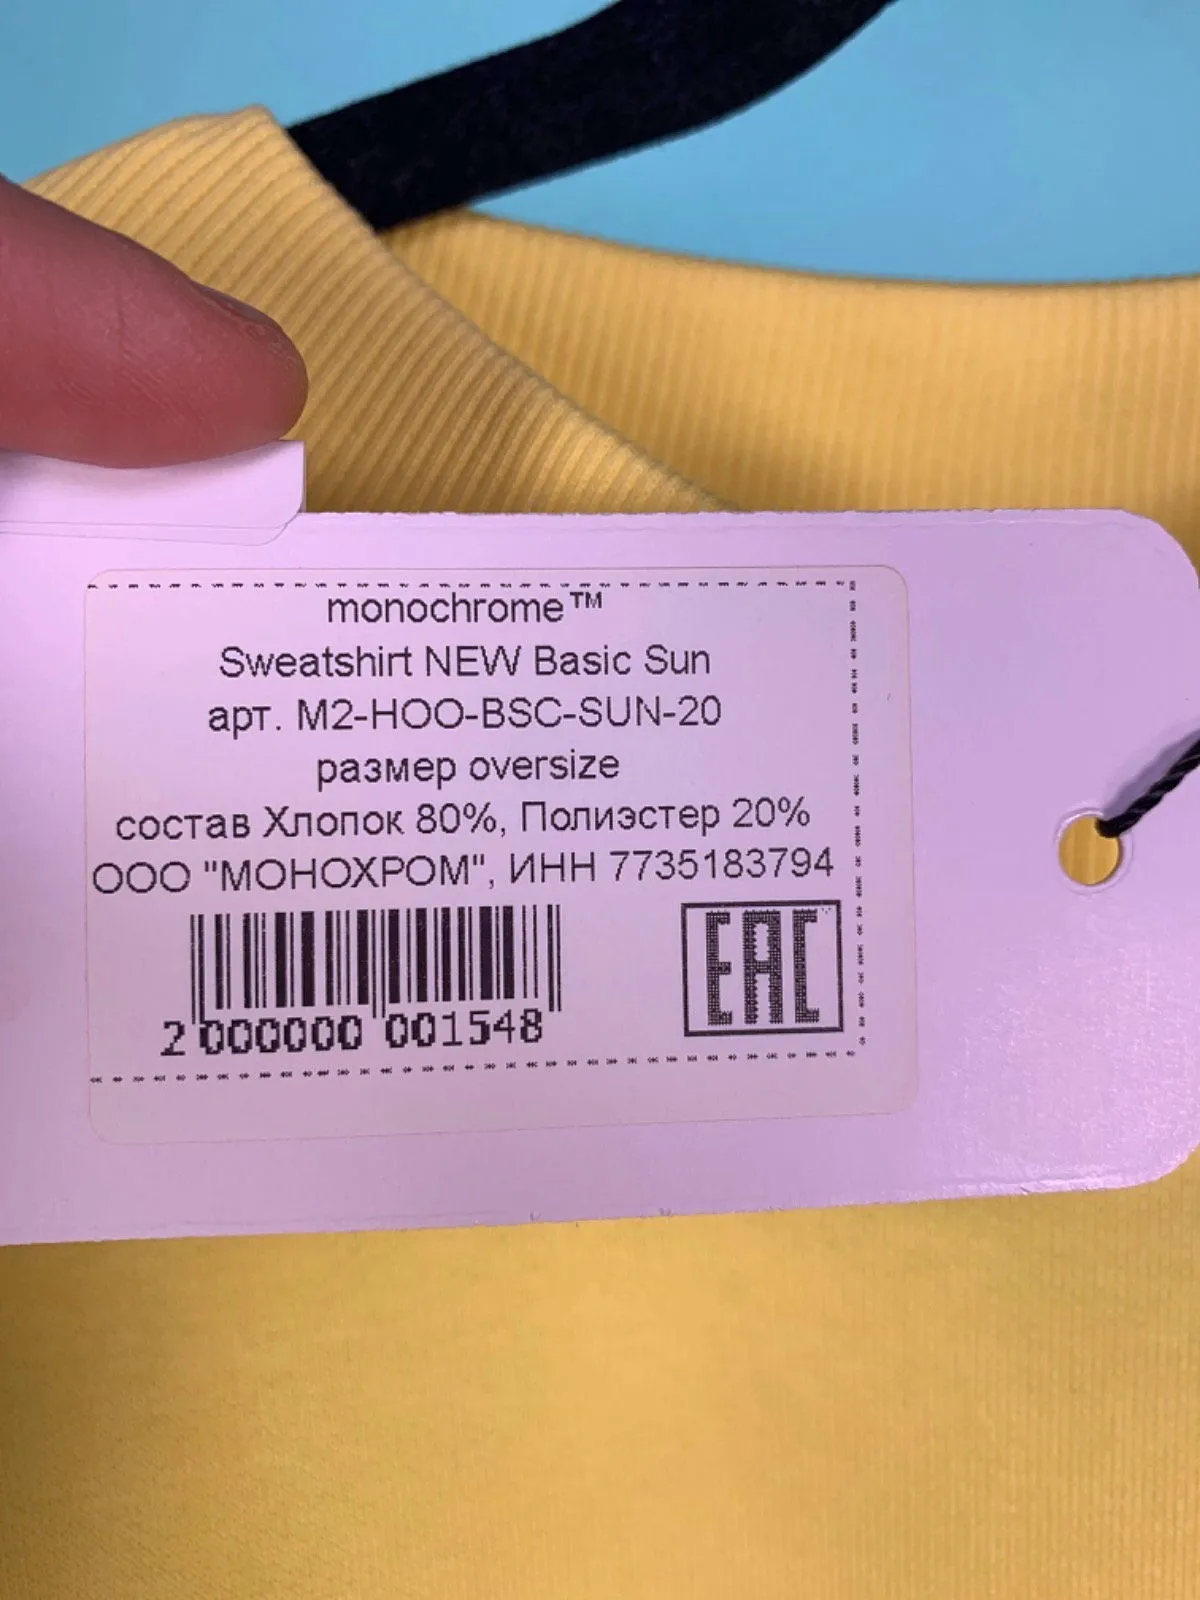 monochrome™
Sweatshirt NEW Basic Sun
арт. M2-HOO-BSC-SUN-20
размер oversize
состав Хлопок 80%, Полиэстер 20%
ООО "МОНОХРОМ", ИНН 7735183794
2 000000 001548
EAC